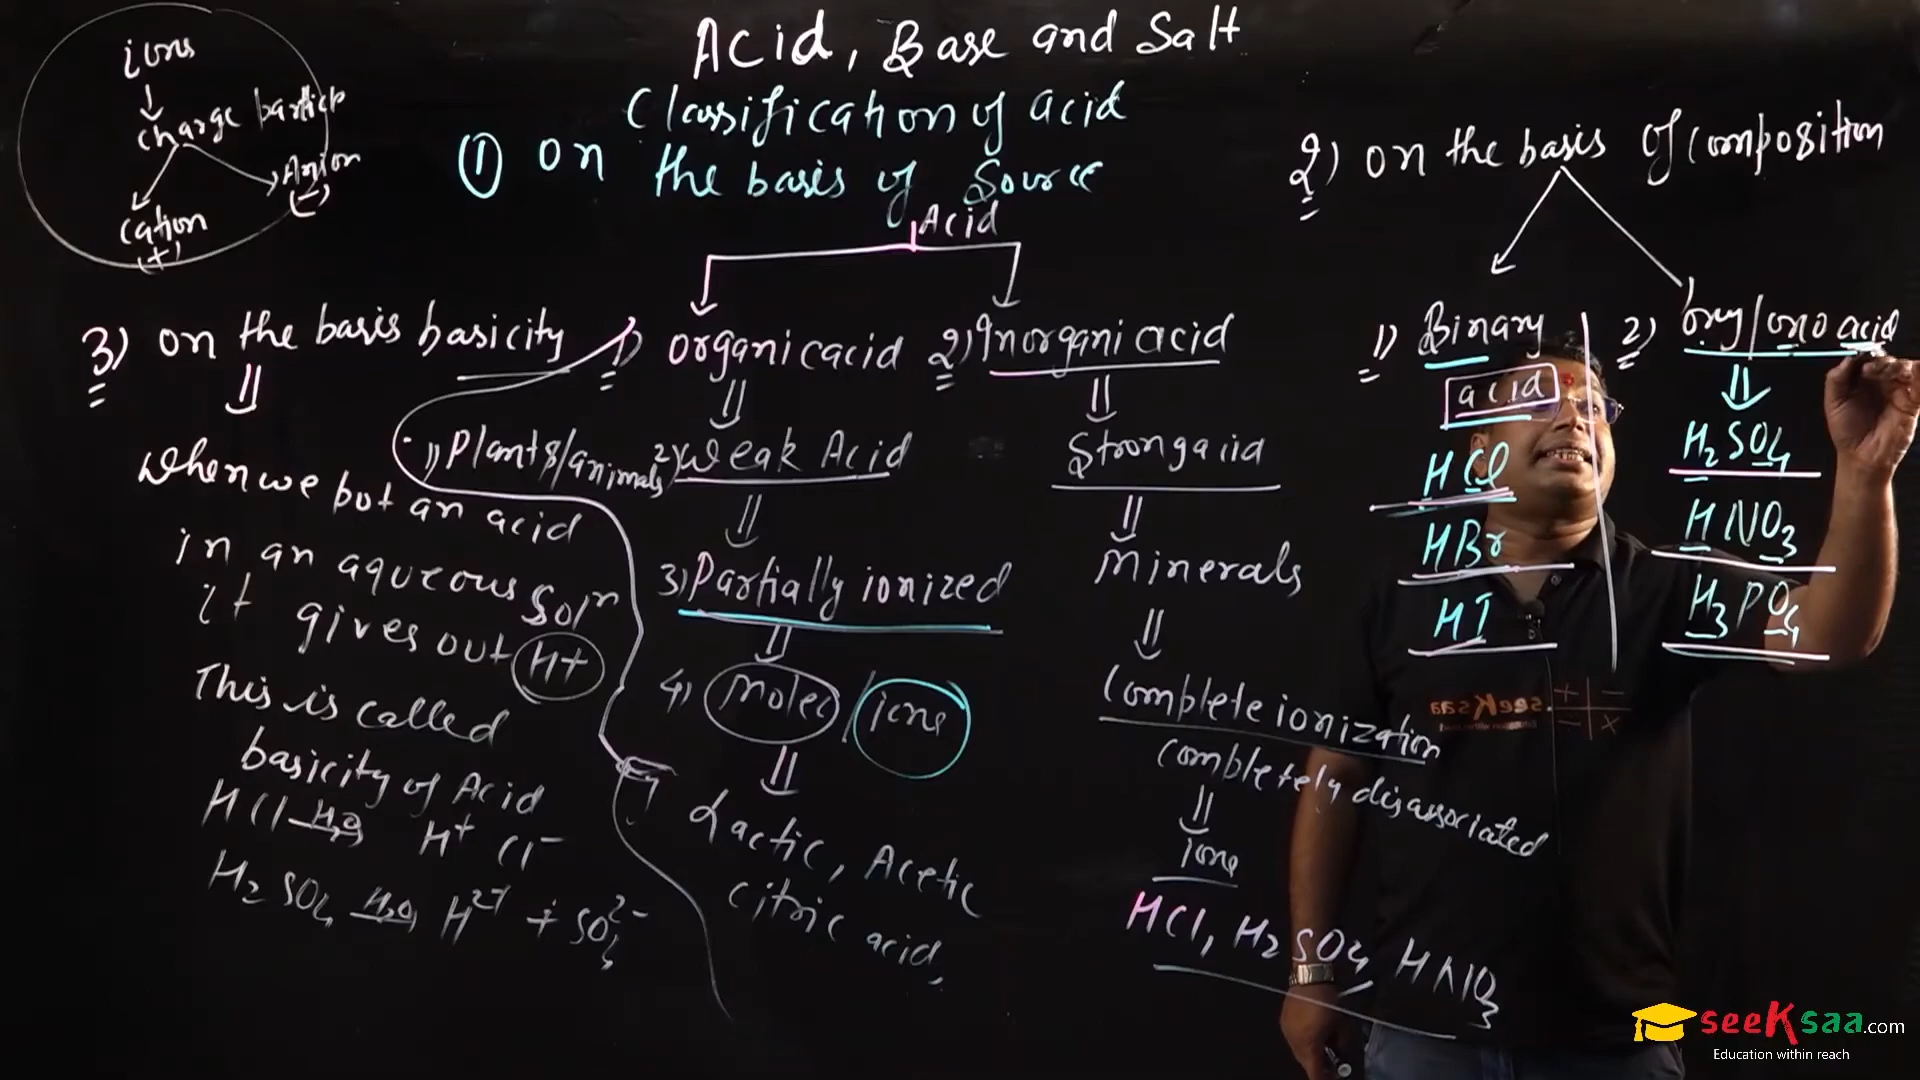 Acid, Base and Salt
Classification of acid
① on the basis of Source
ions
charge particle
Anion
(-)
cation
(+)
Acid
1) organic acid
2) Inorganic acid
1) Plants/animals
2) weak Acid
3) Partially ionized
4) molec / ions
Lactic, Acetic
citric acid,
Strong acid
Minerals
Complete ionization
completely disassociated
ions
HCl, H2SO4, HNO3
2) on the basis of composition
1) Binary
acid
HCl
HBr
HI
2) oxy/oxo acid
H2SO4
HNO3
H3PO4
3) on the basis basicity
when we put an acid
in an aqueous Soln
it gives out H+
This is called
basicity of Acid
HCl H2O H+ Cl-
H2SO4 H2O H2+ + SO4 2-
seeKsaa
+ -
- x
seeKsaa.com
Education within reach